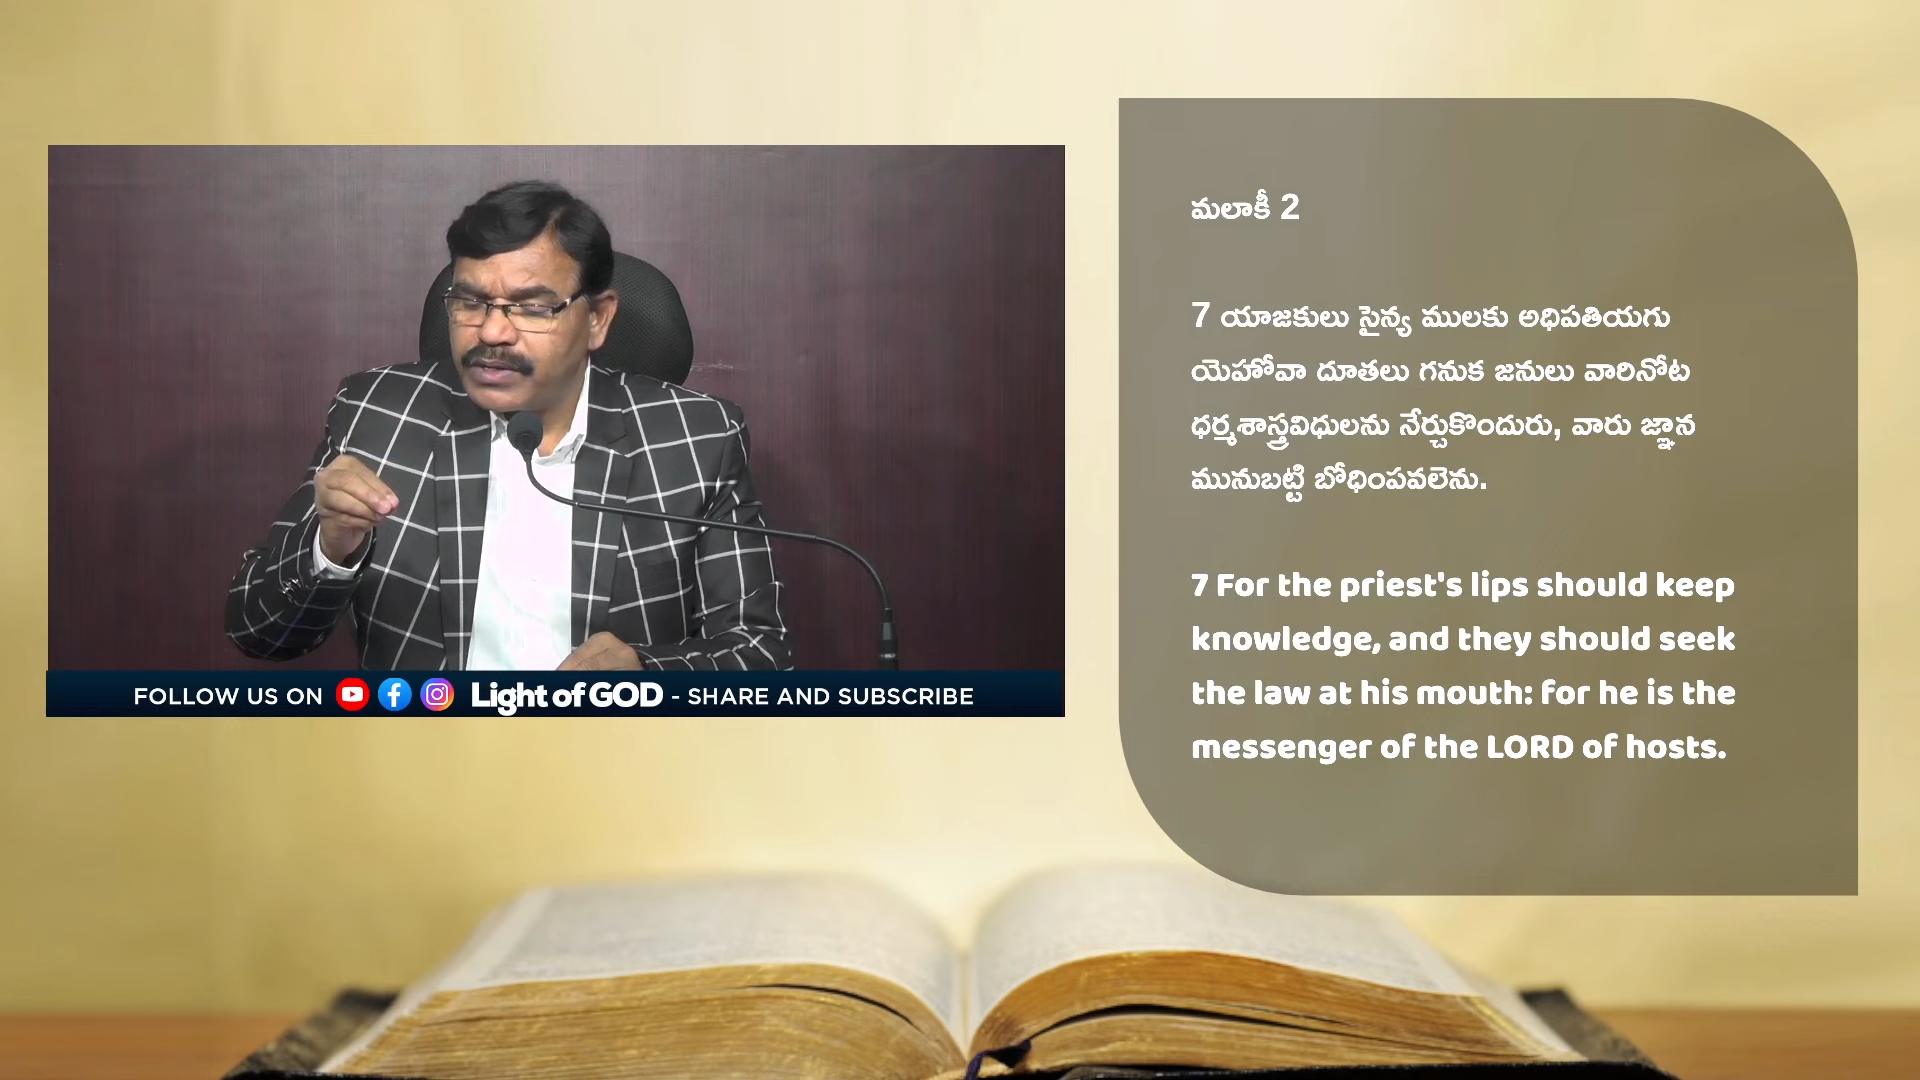 మలాకీ 2
7 యాజకులు సైన్య ములకు అధిపతియగు
యెహోవా దూతలు గనుక జనులు వారినోట
ధర్మశాస్త్రవిధులను నేర్చుకొందురు, వారు జ్ఞాన
మునుబట్టి బోధింపవలెను.
7 For the priest's lips should keep
knowledge, and they should seek
the law at his mouth: for he is the
messenger of the LORD of hosts.
FOLLOW US ON Light of GOD - SHARE AND SUBSCRIBE